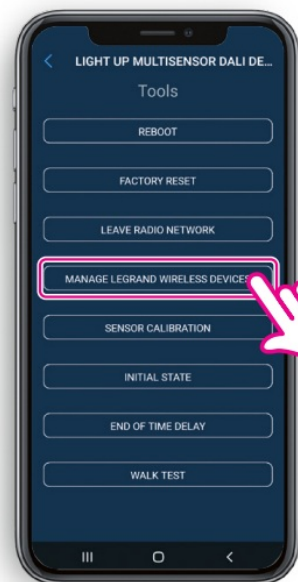 LIGHT UP MULTISENSOR DALI DE...
Tools
REBOOT
FACTORY RESET
LEAVE RADIO NETWORK
MANAGE LEGRAND WIRELESS DEVICES
SENSOR CALIBRATION
INITIAL STATE
END OF TIME DELAY
WALK TEST